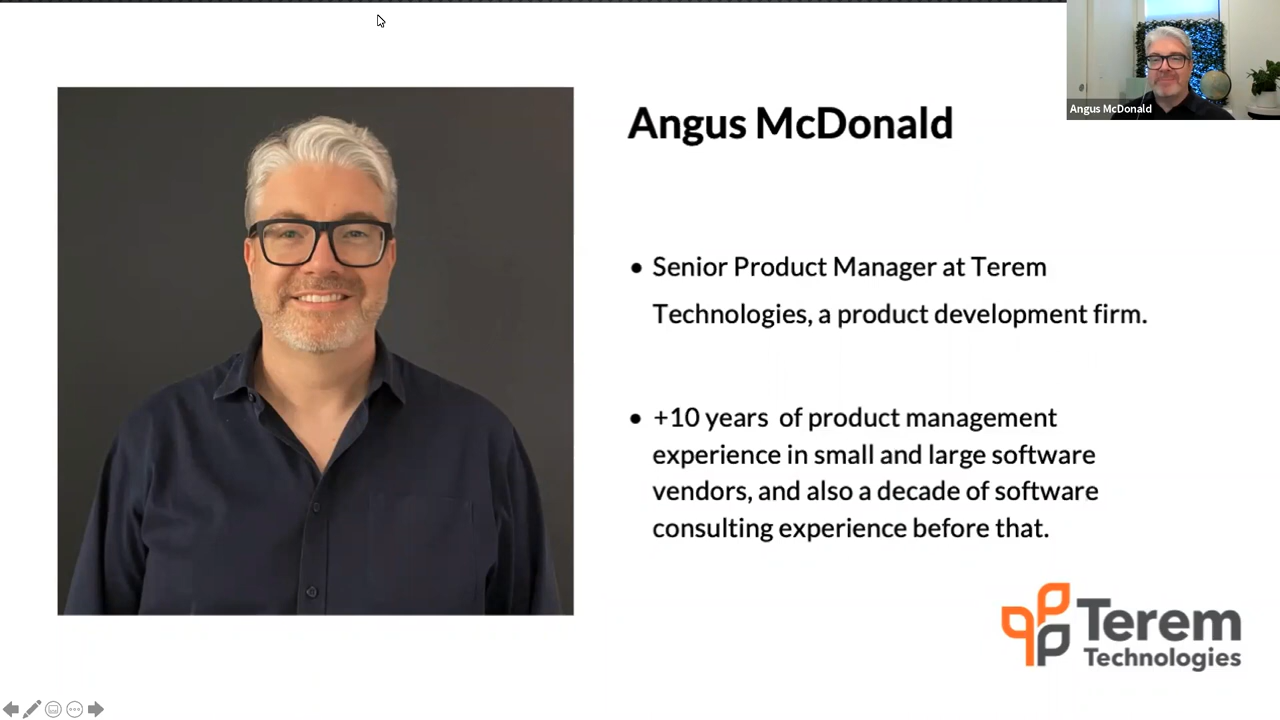 Angus McDonald
Angus McDonald
• Senior Product Manager at Terem
Technologies, a product development firm.
• +10 years of product management
experience in small and large software
vendors, and also a decade of software
consulting experience before that.
Terem
Technologies